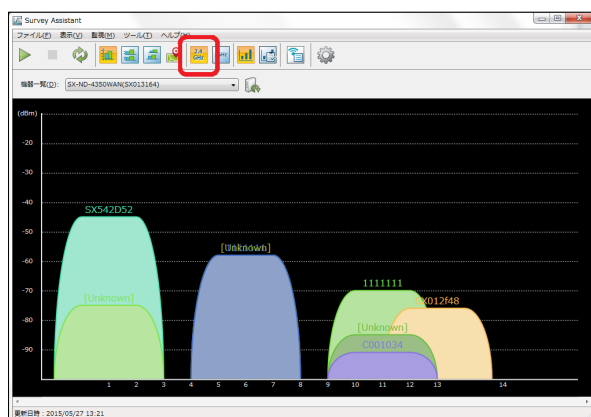 Survey Assistant
ファイル(F) 表示(V) 監視(M) ツール(T) ヘルプ(H)
2.4 GHz
機器一覧(D): SX-ND-4350WAN(SX013164)
(dBm)
-20
-30
-40
SX542D52
-50
[Unknown]
-60
1111111
-70
[Unknown]
SX012f48
-80
[Unknown]
C001034
-90
1 2 3 4 5 6 7 8 9 10 11 12 13 14
更新日時 : 2015/05/27 13:21